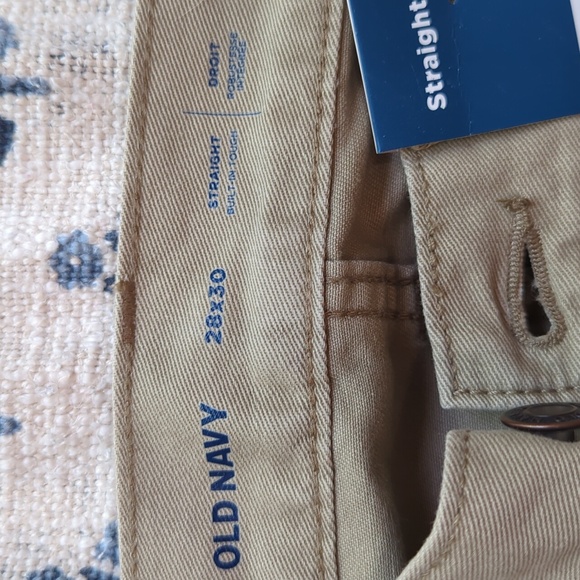 OLD NAVY
28x30
STRAIGHT
BUILT-IN TOUGH
DROIT
ROBUSTESSE
INTÉGRÉE
Straight